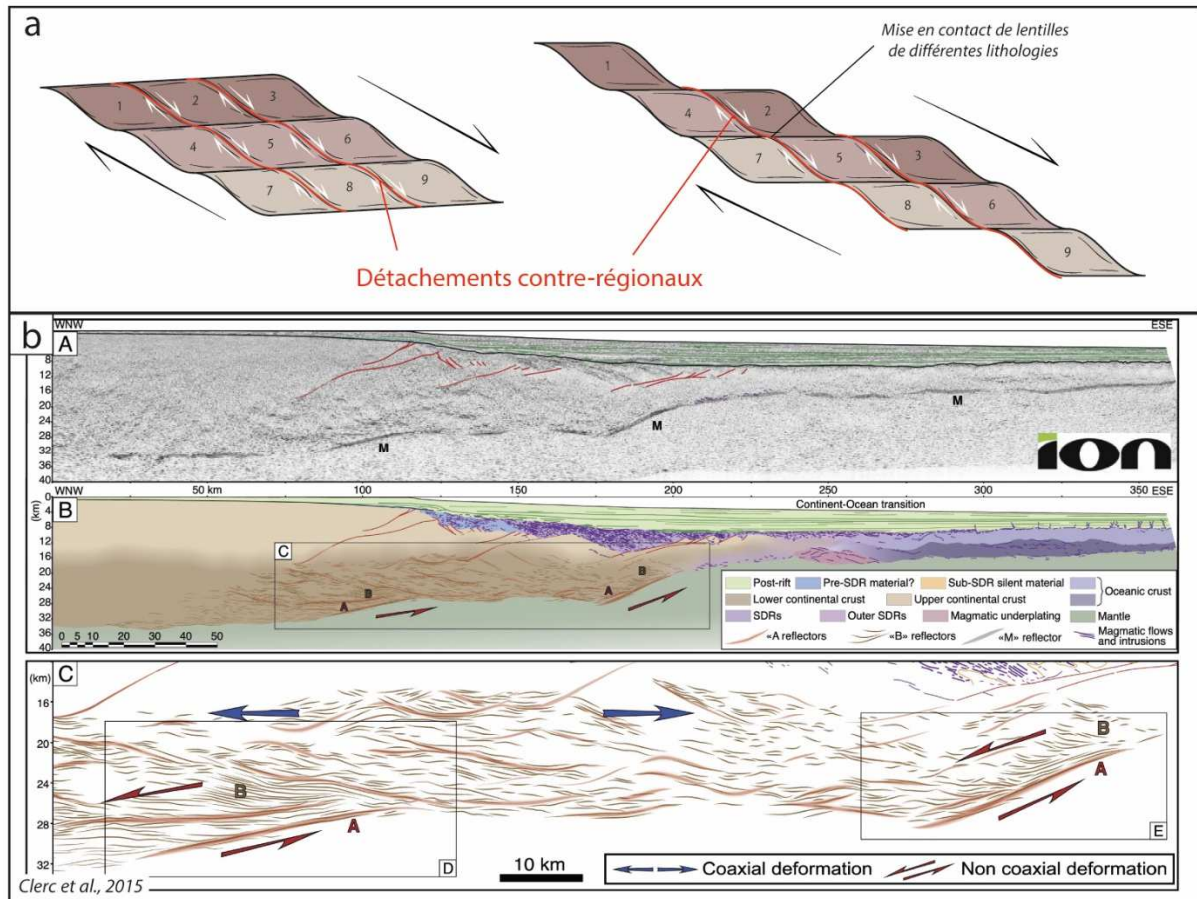 a
Mise en contact de lentilles
de différentes lithologies
1
2
3
4
5
6
7
8
9
1
4
2
7
5
3
8
6
9
Détachements contre-régionaux
b
WNW
ESE
A
8
12
16
20
24
28
32
36
40
M
M
M
ion
WNW
50 km
100
150
200
250
300
350
ESE
Continent-Ocean transition
B
(km)
0
4
8
12
16
20
24
28
32
36
40
C
B
A
B
A
0 5 10 20 30 40 50
Post-rift
Pre-SDR material?
Sub-SDR silent material
Lower continental crust
Upper continental crust
Oceanic crust
SDRs
Outer SDRs
Magmatic underplating
Mantle
«A reflectors
«B» reflectors
«M» reflector
Magmatic flows
and intrusions
C
(km)
16
20
24
28
32
B
A
D
B
A
E
10 km
Coaxial deformation
Non coaxial deformation
Clerc et al., 2015